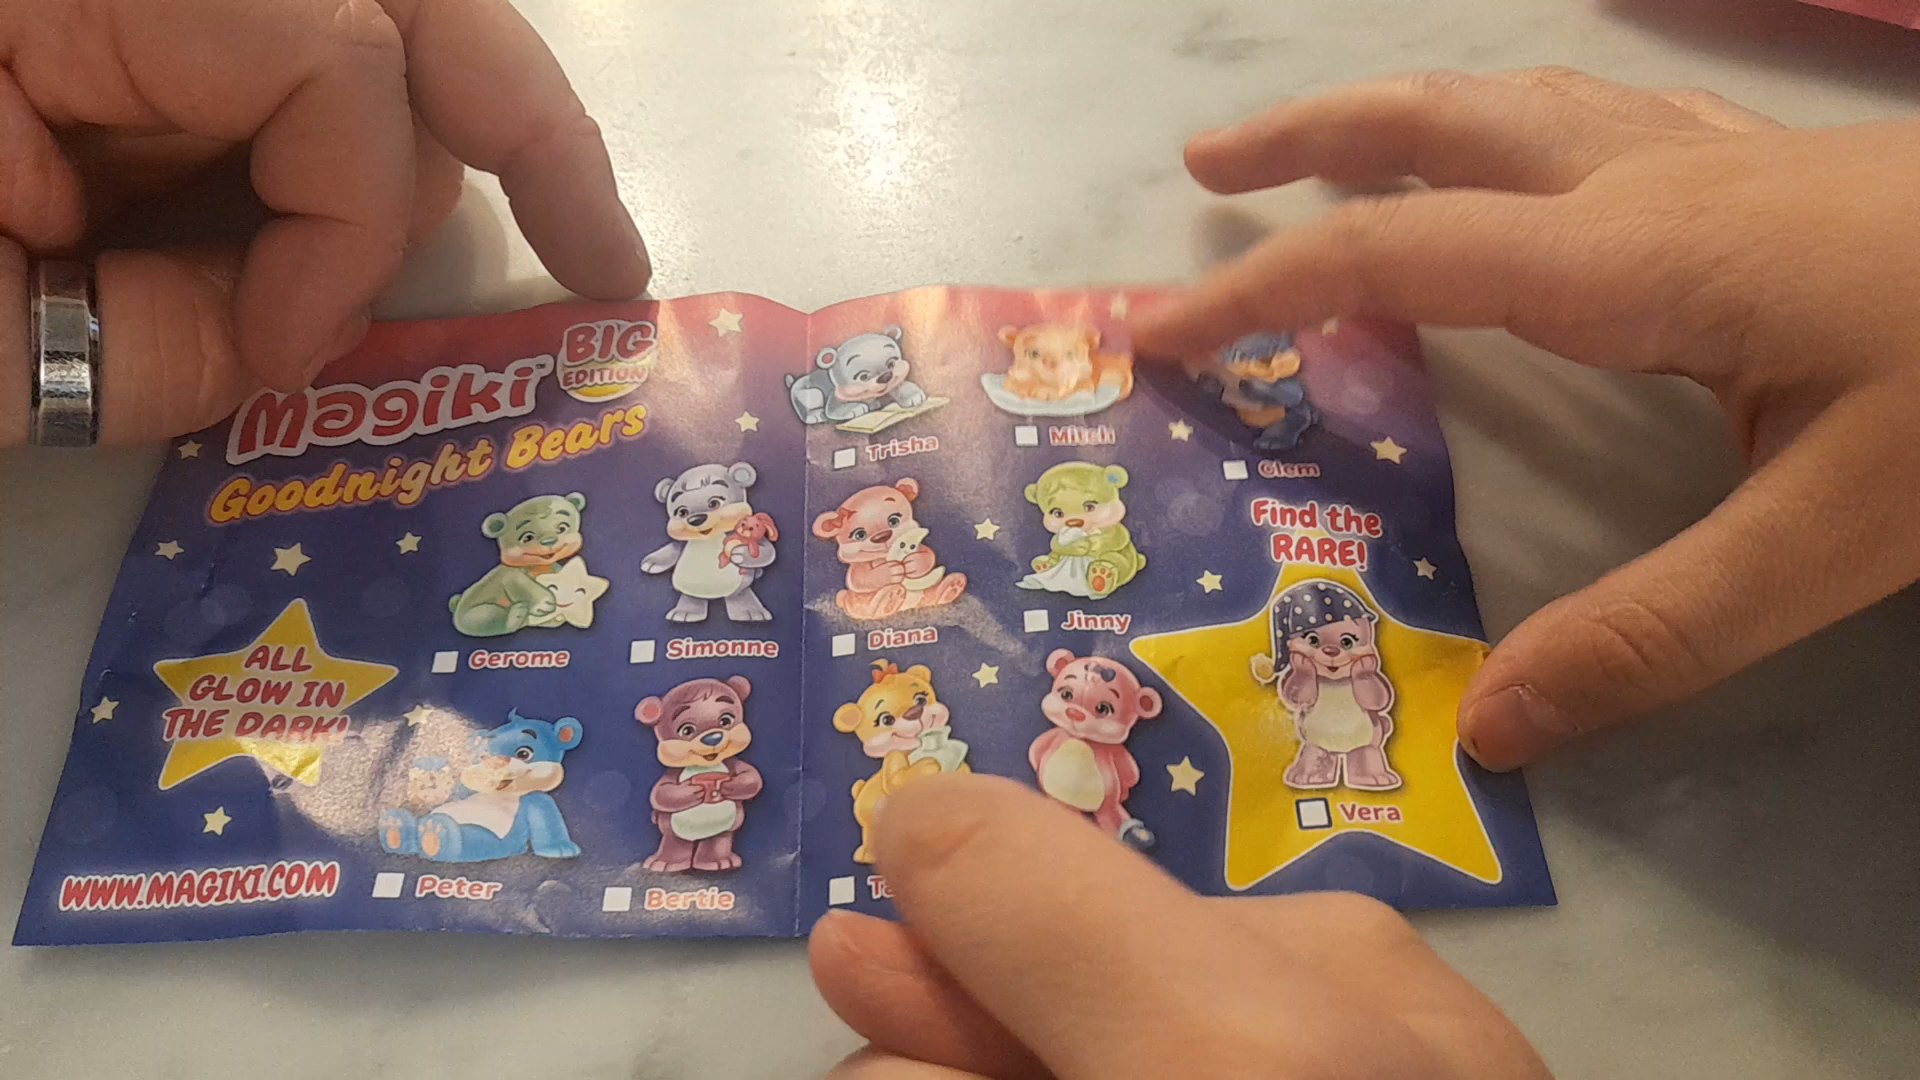 Magiki
BIG
EDITION
Goodnight Bears
Trisha
Mitch
Clem
Gerome
Simonne
Diana
Jinny
Find the
RARE!
ALL
GLOW IN
THE DARK!
Peter
Bertie
Vera
WWW.MAGIKI.COM